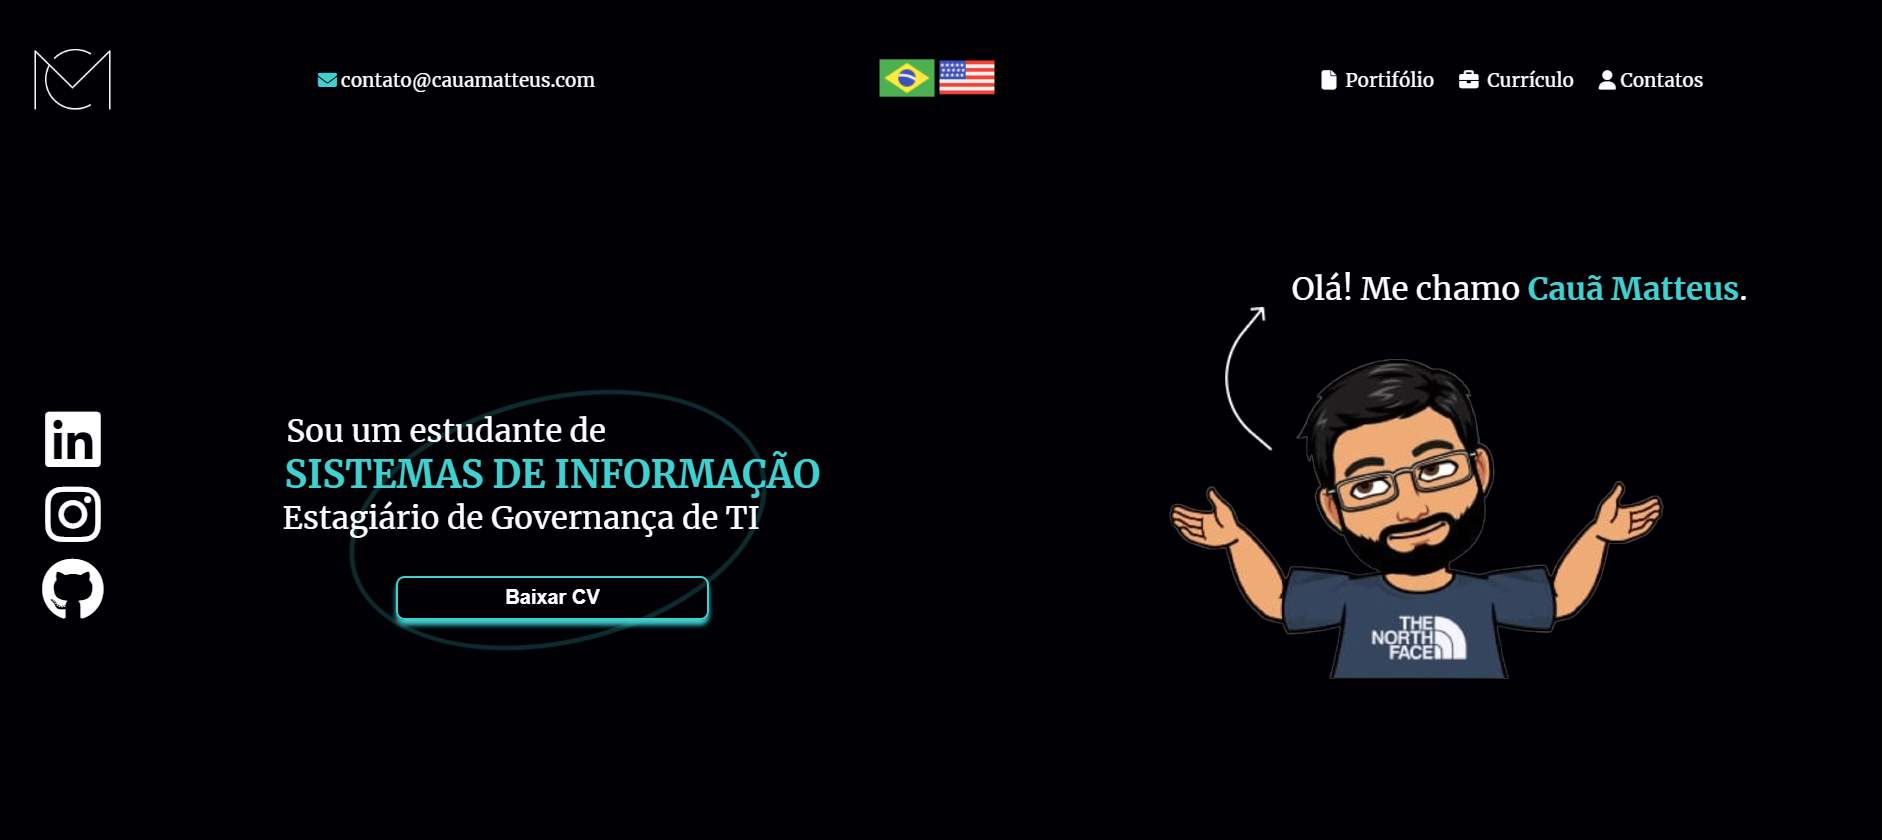 contato@cauamatteus.com
Portifólio
Currículo
Contatos
Olá! Me chamo Cauã Matteus.
in
Sou um estudante de
SISTEMAS DE INFORMAÇÃO
Estagiário de Governança de TI
Baixar CV
THE
NORTH
FACE